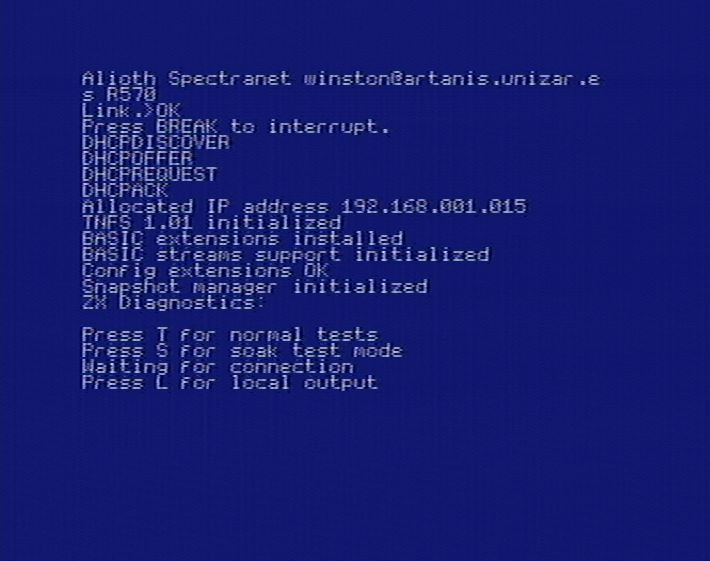 Alioth Spectranet winston@artanis.unizar.e
s R570
Link.>OK
Press BREAK to interrupt.
DHCPDISCOVER
DHCPOFFER
DHCPREQUEST
DHCPACK
Allocated IP address 192.168.001.015
TNFS 1.01 initialized
BASIC extensions installed
BASIC streams support initialized
Config extensions OK
Snapshot manager initialized
ZX Diagnostics:
Press T for normal tests
Press S for soak test mode
Waiting for connection
Press L for local output